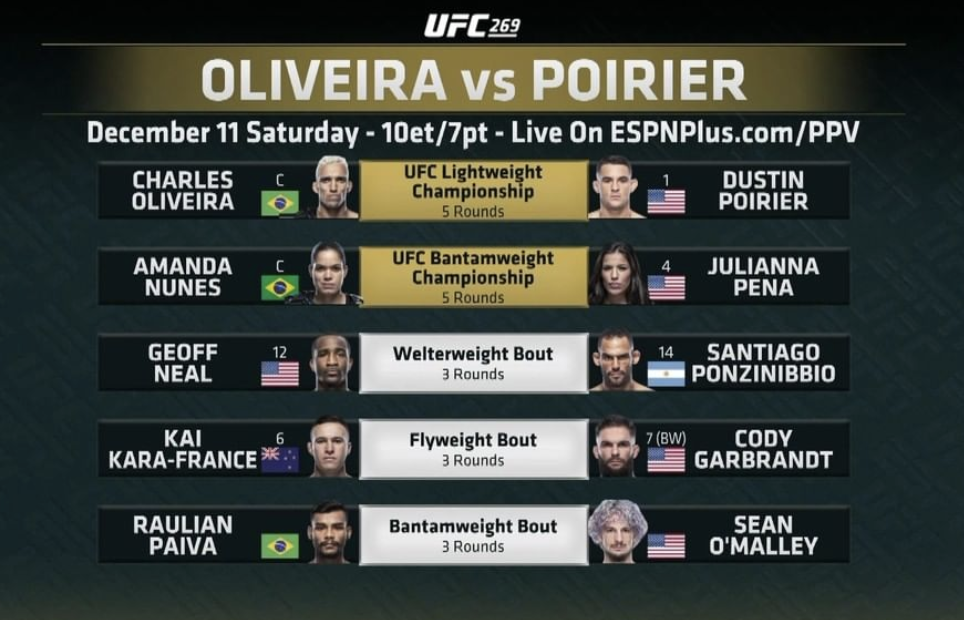 UFC 269
OLIVEIRA vs POIRIER
December 11 Saturday - 10et/7pt - Live On ESPNPlus.com/PPV
CHARLES
OLIVEIRA
C
UFC Lightweight
Championship
5 Rounds
1
DUSTIN
POIRIER
AMANDA
NUNES
C
UFC Bantamweight
Championship
5 Rounds
4
JULIANNA
PENA
GEOFF
NEAL
12
Welterweight Bout
3 Rounds
14
SANTIAGO
PONZINIBBIO
KAI
KARA-FRANCE
6
Flyweight Bout
3 Rounds
7 (BW)
CODY
GARBRANDT
RAULIAN
PAIVA
Bantamweight Bout
3 Rounds
SEAN
O'MALLEY